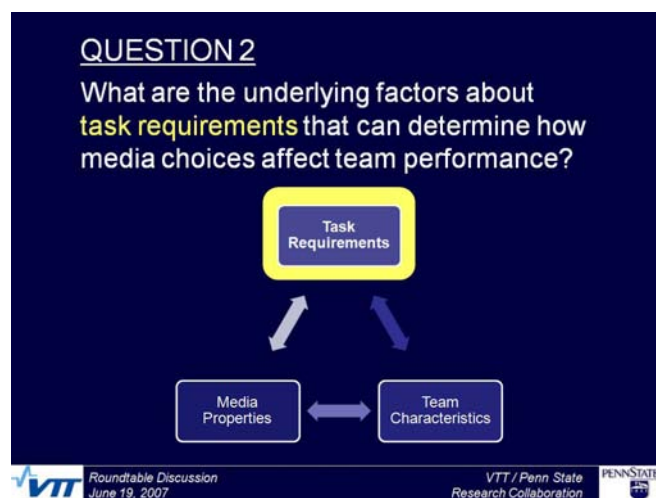 QUESTION 2
What are the underlying factors about
task requirements that can determine how
media choices affect team performance?
Task
Requirements
Media
Properties
Team
Characteristics
VTT
Roundtable Discussion
June 19, 2007
VTT / Penn State
Research Collaboration
PENNSTATE